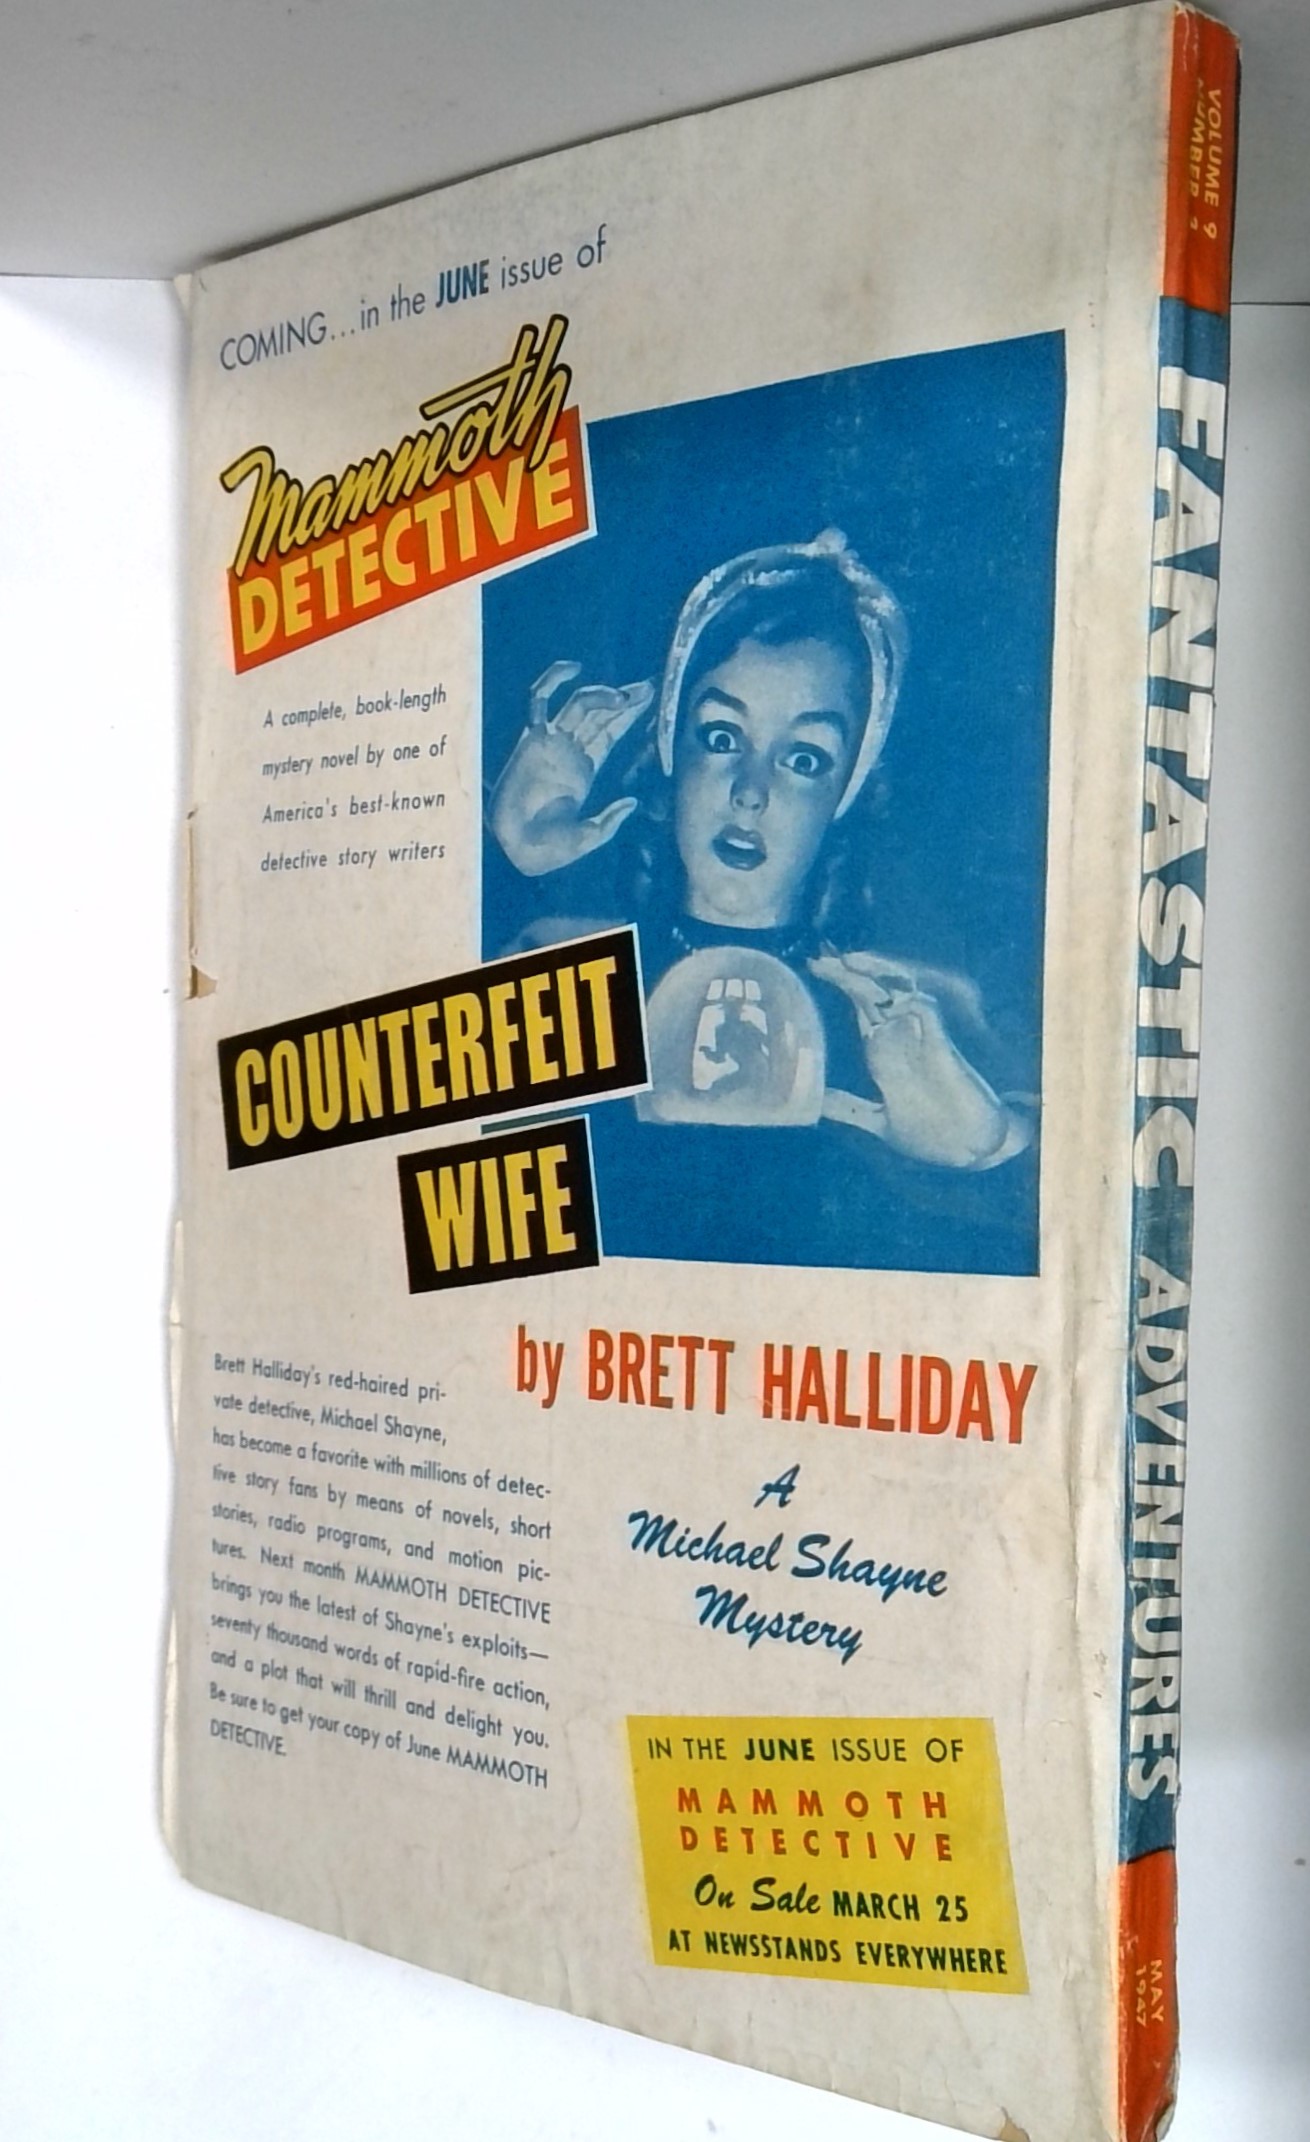 COMING...in the JUNE issue of
Mammoth
DETECTIVE
A complete, book-length
mystery novel by one of
America's best-known
detective story writers
COUNTERFEIT
WIFE
by BRETT HALLIDAY
Brett Halliday's red-haired pri-
vate detective, Michael Shayne,
has become a favorite with millions of detec-
tive story fans by means of novels, short
stories, radio programs, and motion pic-
tures. Next month MAMMOTH DETECTIVE
brings you the latest of Shayne's exploits—
seventy thousand words of rapid-fire action,
and a plot that will thrill and delight you.
Be sure to get your copy of June MAMMOTH
DETECTIVE.
A
Michael Shayne
Mystery
IN THE JUNE ISSUE OF
MAMMOTH
DETECTIVE
On Sale MARCH 25
AT NEWSSTANDS EVERYWHERE
VOLUME 9
NUMBER 3
FANTASTIC ADVENTURES
MAY
1947